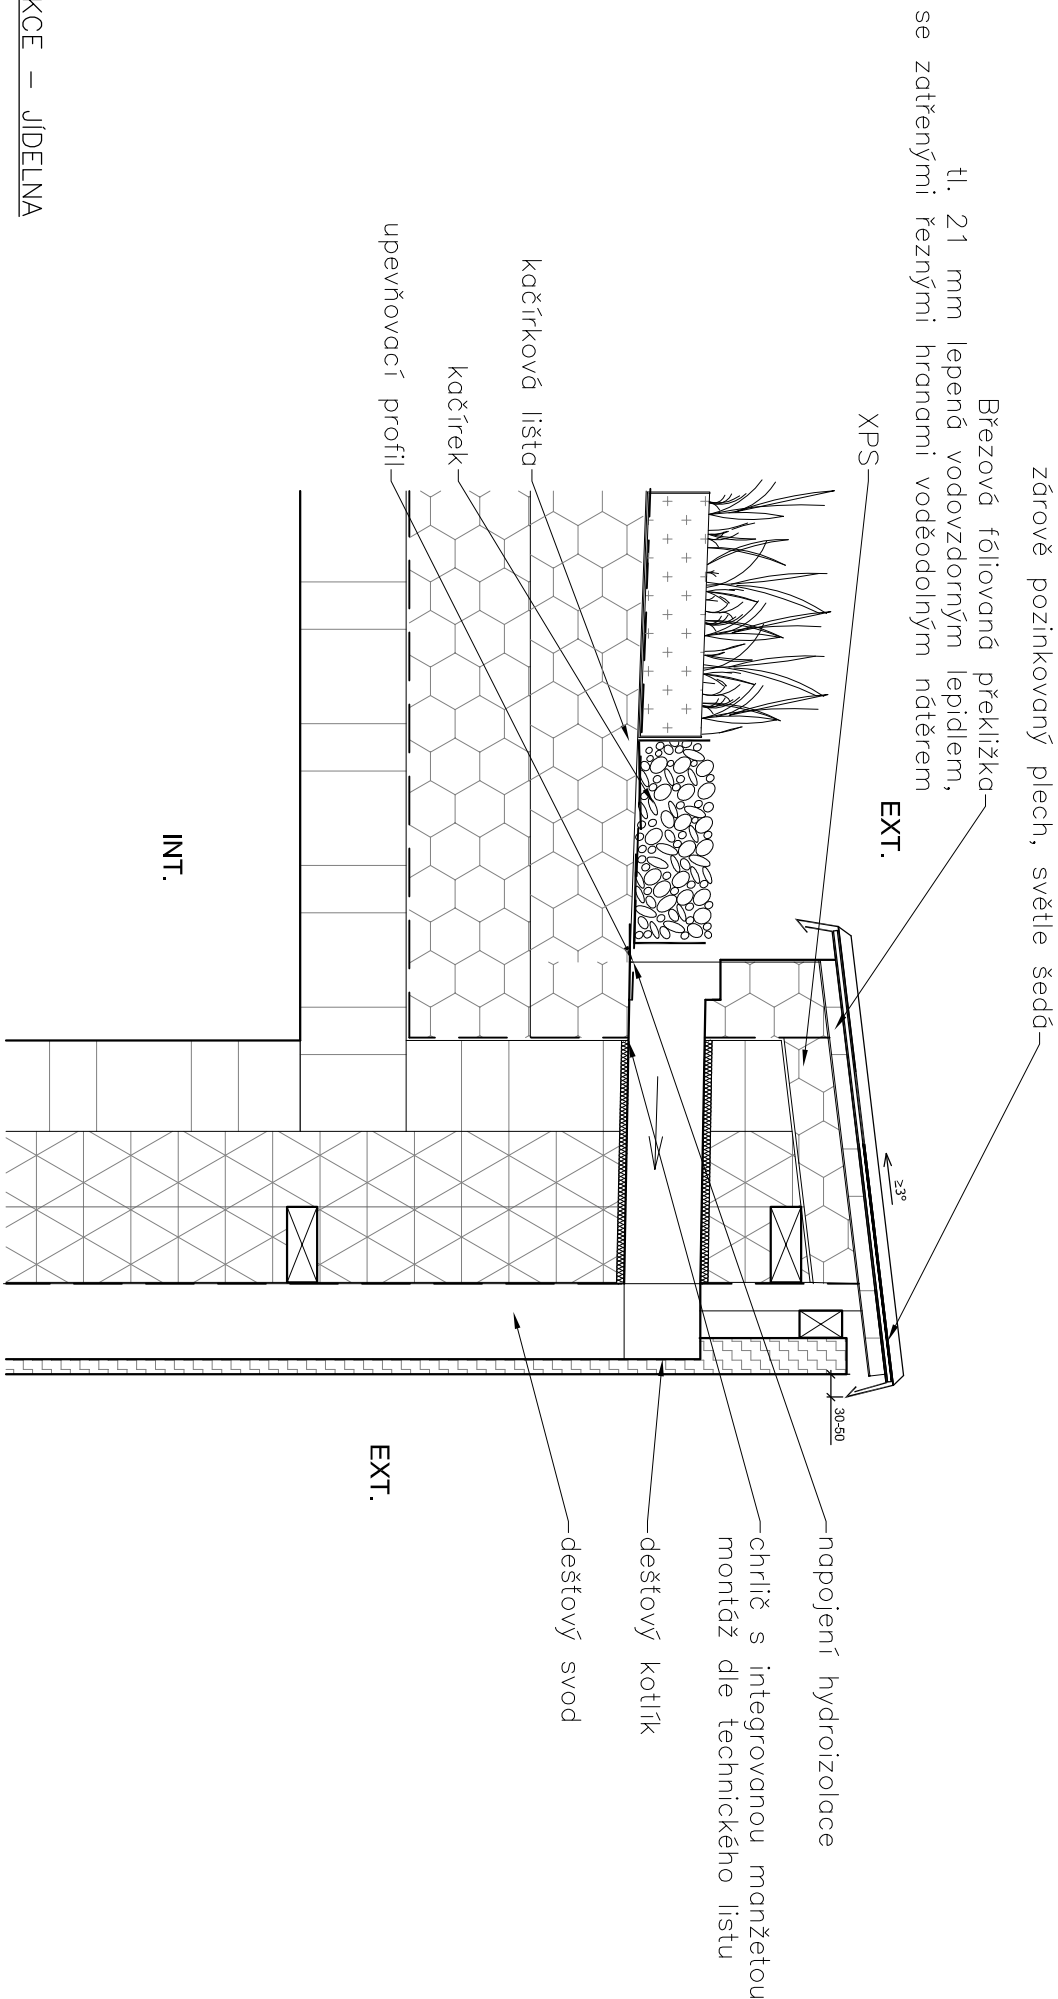 zárově pozinkovaný plech, světle šedá
Březová fóliovaná překližka
tl. 21 mm lepená vodovzdorným lepidlem,
se zatřenými řeznými hranami voděodolným nátěrem
XPS
EXT.
≥3°
30-50
kačírková lišta
kačírek
upevňovací profil
INT.
EXT.
napojení hydroizolace
chrlič s integrovanou manžetou
montáž dle technického listu
dešťový kotlík
dešťový svod
KCE – JÍDELNA